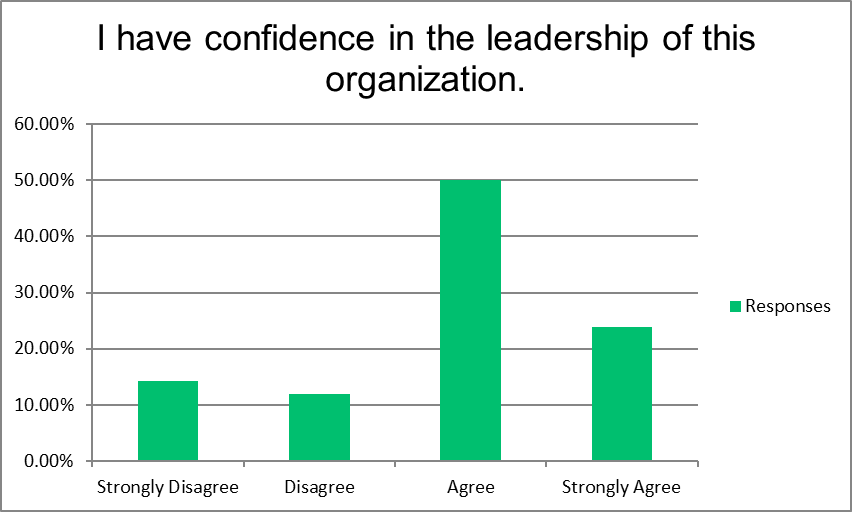 I have confidence in the leadership of this
organization.
60.00%
50.00%
40.00%
30.00%
20.00%
10.00%
0.00%
Strongly Disagree Disagree Agree Strongly Agree
Responses